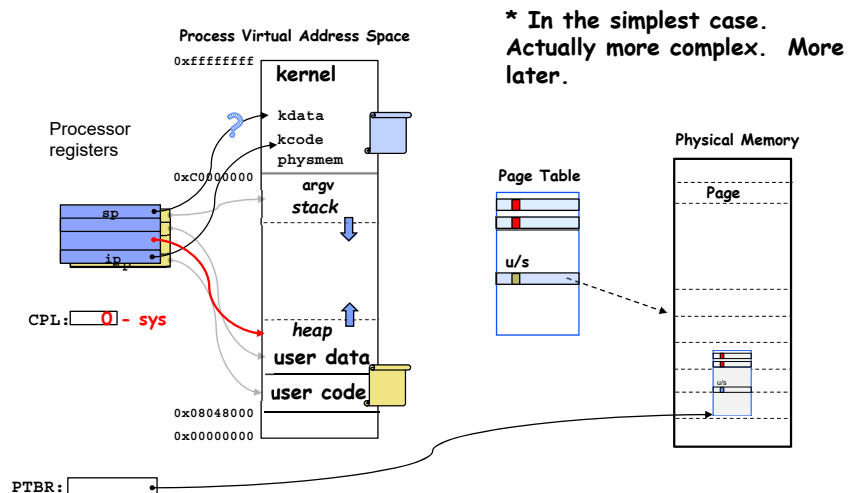 * In the simplest case.
Actually more complex. More
later.
Process Virtual Address Space
0xffffffff
kernel
kdata
?
kcode
physmem
Processor
registers
0xC0000000
argv
stack
sp
ip
CPL:
0 - sys
heap
user data
user code
0x08048000
0x00000000
PTBR:
Page Table
u/s
Physical Memory
Page
u/s